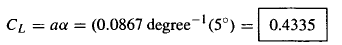 C_L = aα = (0.0867 degree⁻¹(5°) = 0.4335